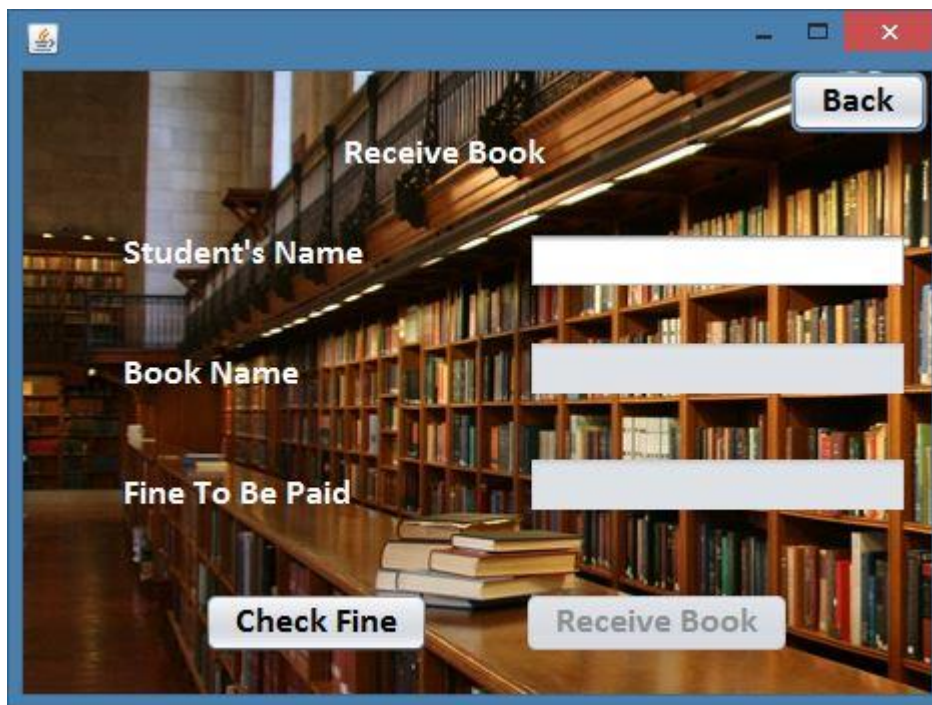 Back
Receive Book
Student's Name
Book Name
Fine To Be Paid
Check Fine
Receive Book